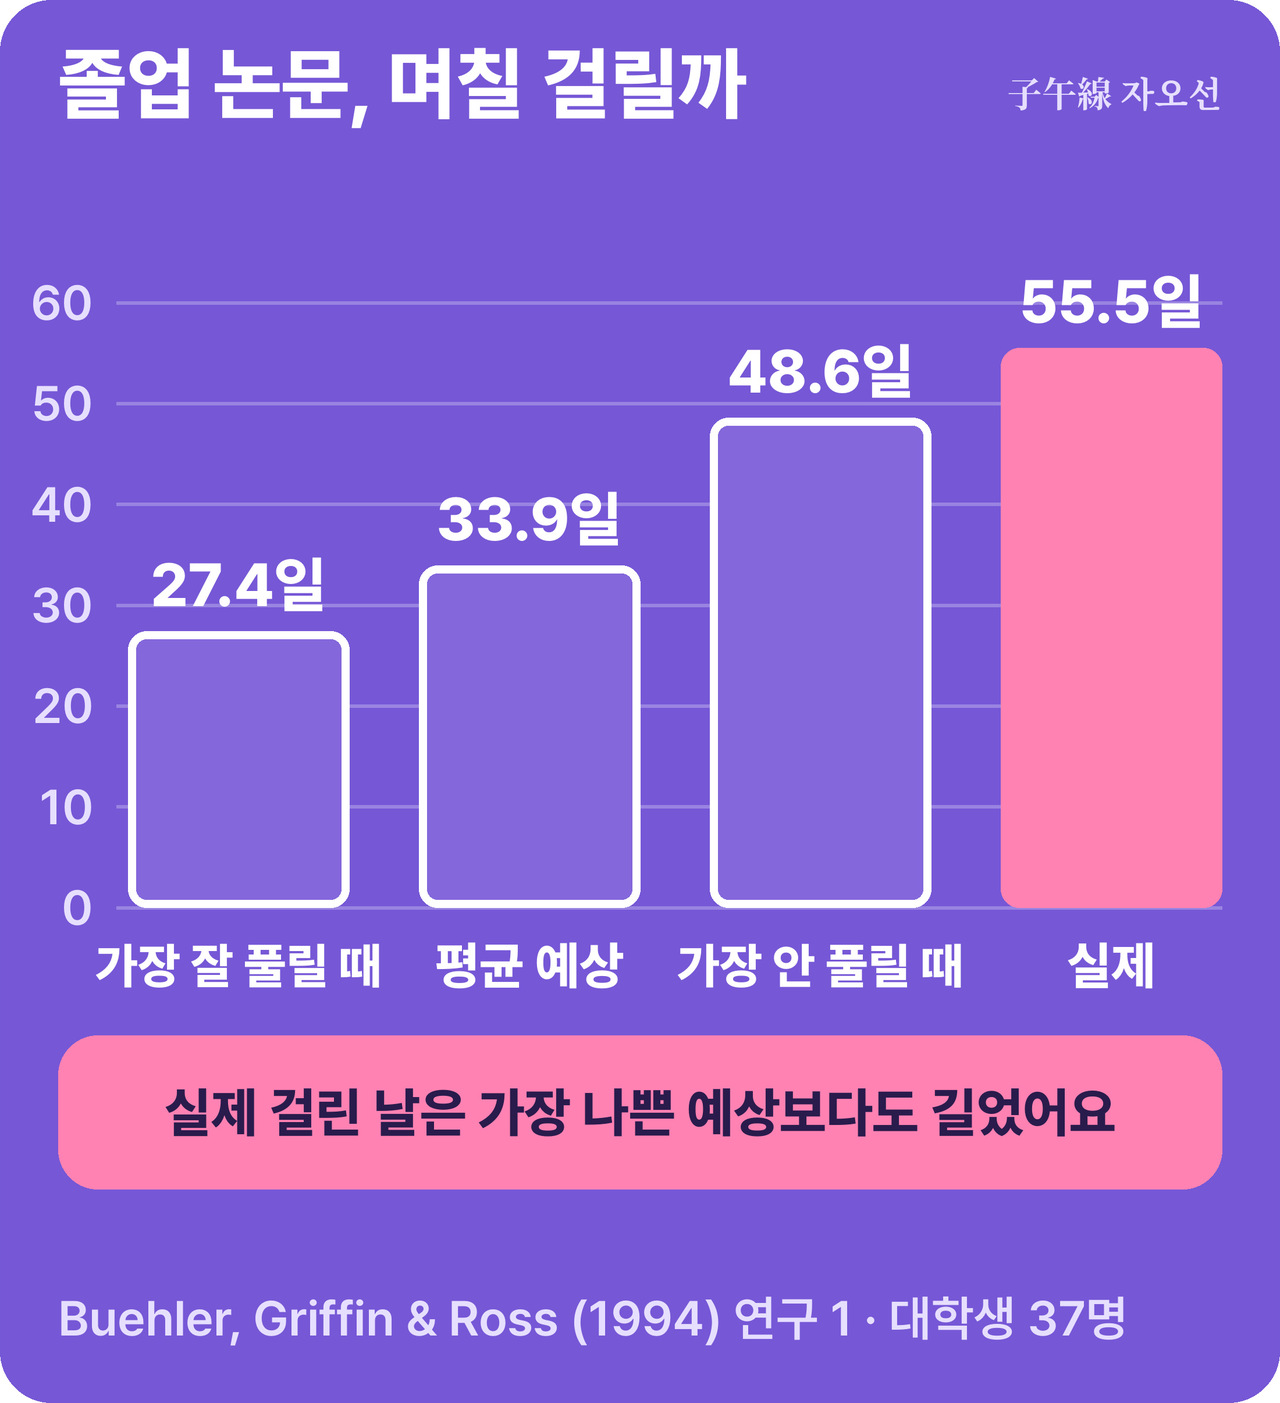 졸업 논문, 며칠 걸릴까
子午線 자오선
60
50
40
30
20
10
0
27.4일
33.9일
48.6일
55.5일
가장 잘 풀릴 때
평균 예상
가장 안 풀릴 때
실제
실제 걸린 날은 가장 나쁜 예상보다도 길었어요
Buehler, Griffin & Ross (1994) 연구 1 · 대학생 37명